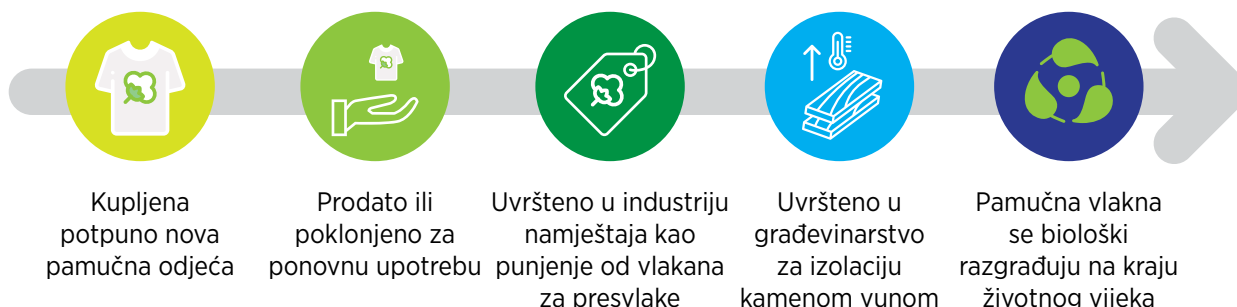 Kupljena
potpuno nova
pamučna odjeća
Prodato ili
poklonjeno za
ponovnu upotrebu
Uvršteno u industriju
namještaja kao
punjenje od vlakana
za presvlake
Uvršteno u
građevinarstvo
za izolaciju
kamenom vunom
Pamučna vlakna
se biološki
razgrađuju na kraju
životnog vijeka